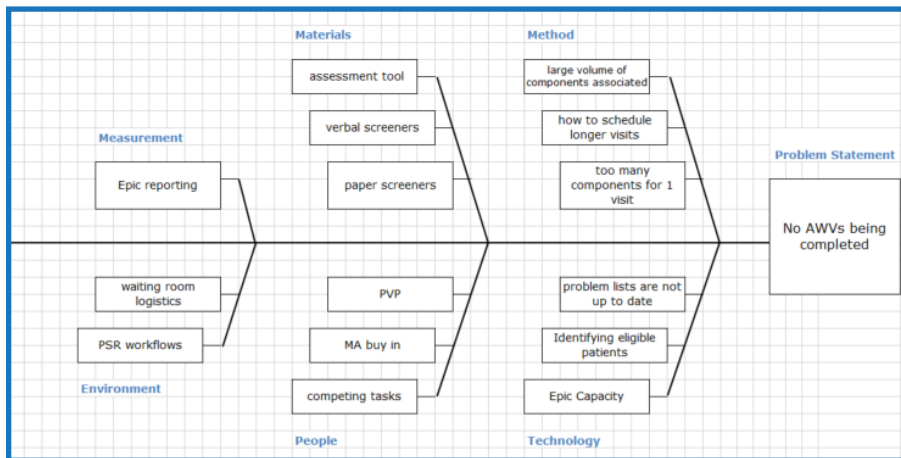 Materials
Method
assessment tool
large volume of
components associated
verbal screeners
how to schedule
longer visits
Measurement
Problem Statement
Epic reporting
paper screeners
too many
components for 1
visit
No AWVs being
completed
waiting room
logistics
PVP
problem lists are not
up to date
PSR workflows
MA buy in
Identifying eligible
patients
Environment
competing tasks
Epic Capacity
People
Technology